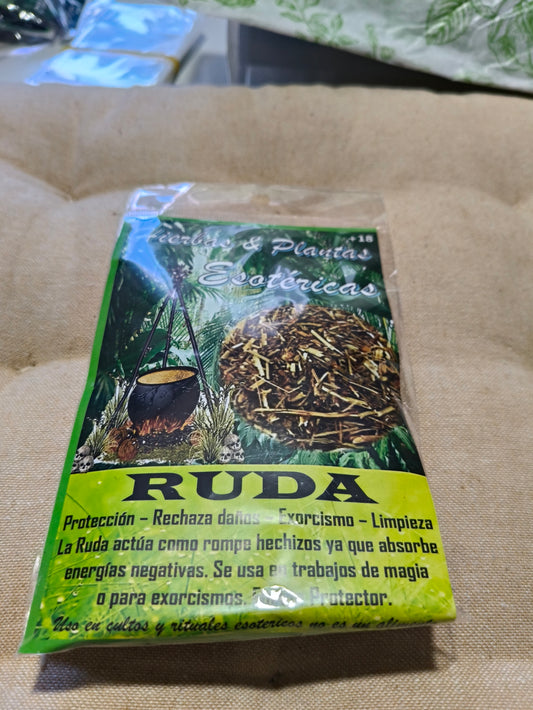 Hierbas & Plantas
+18
Esotéricas
RUDA
Protección - Rechaza daños - Exorcismo - Limpieza
La Ruda actúa como rompe hechizos ya que absorbe
energías negativas. Se usa en trabajos de magia
o para exorcismos. Protector.
Uso en cultos y rituales esotericos no es un